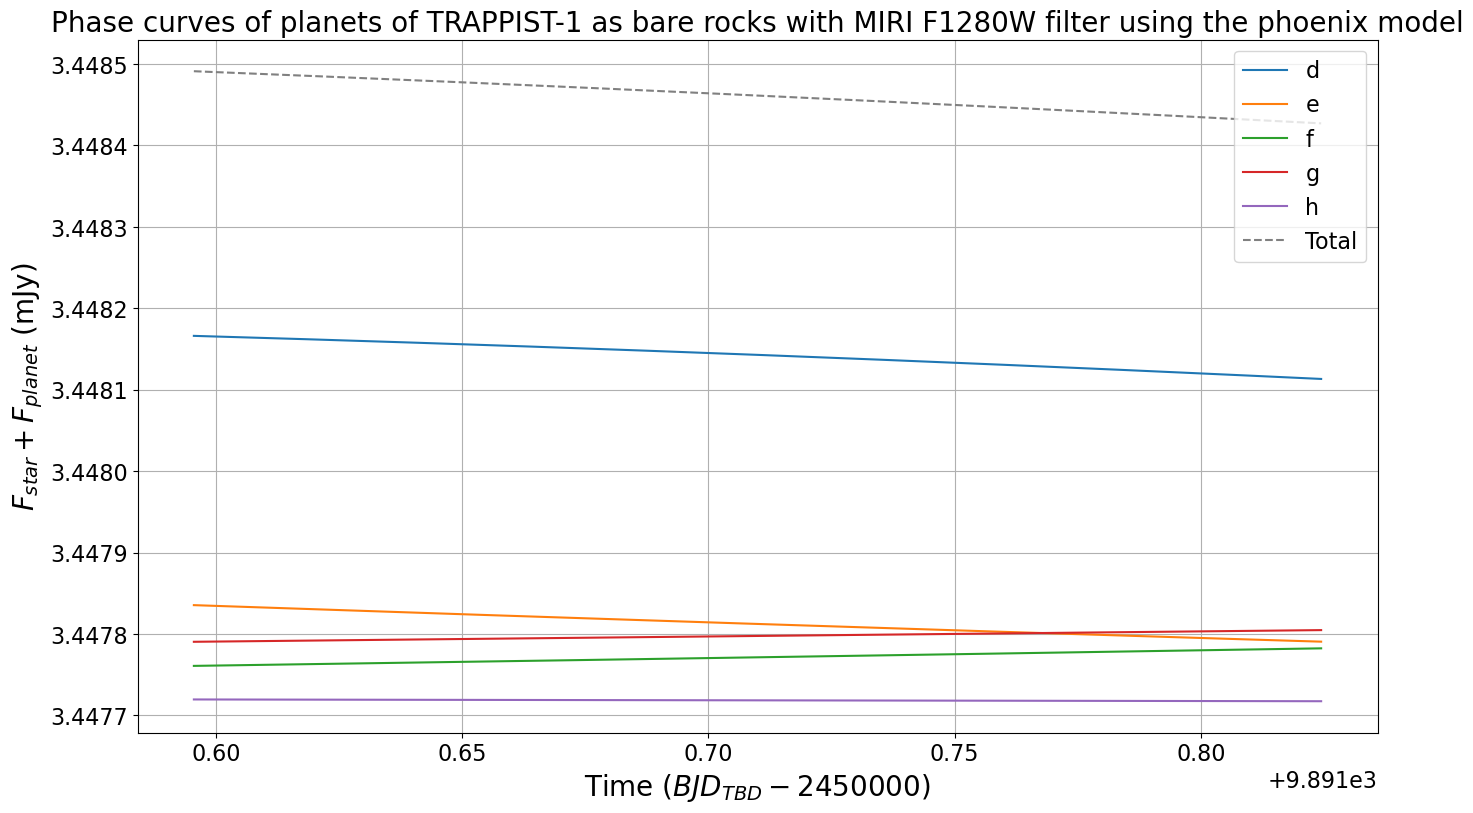 Phase curves of planets of TRAPPIST-1 as bare rocks with MIRI F1280W filter using the phoenix model
3.4485
3.4484
3.4483
3.4482
3.4481
3.4480
3.4479
3.4478
3.4477
F_star + F_planet (mJy)
d
e
f
g
h
Total
0.60 0.65 0.70 0.75 0.80
+9.891e3
Time (BJD_TBD − 2450000)